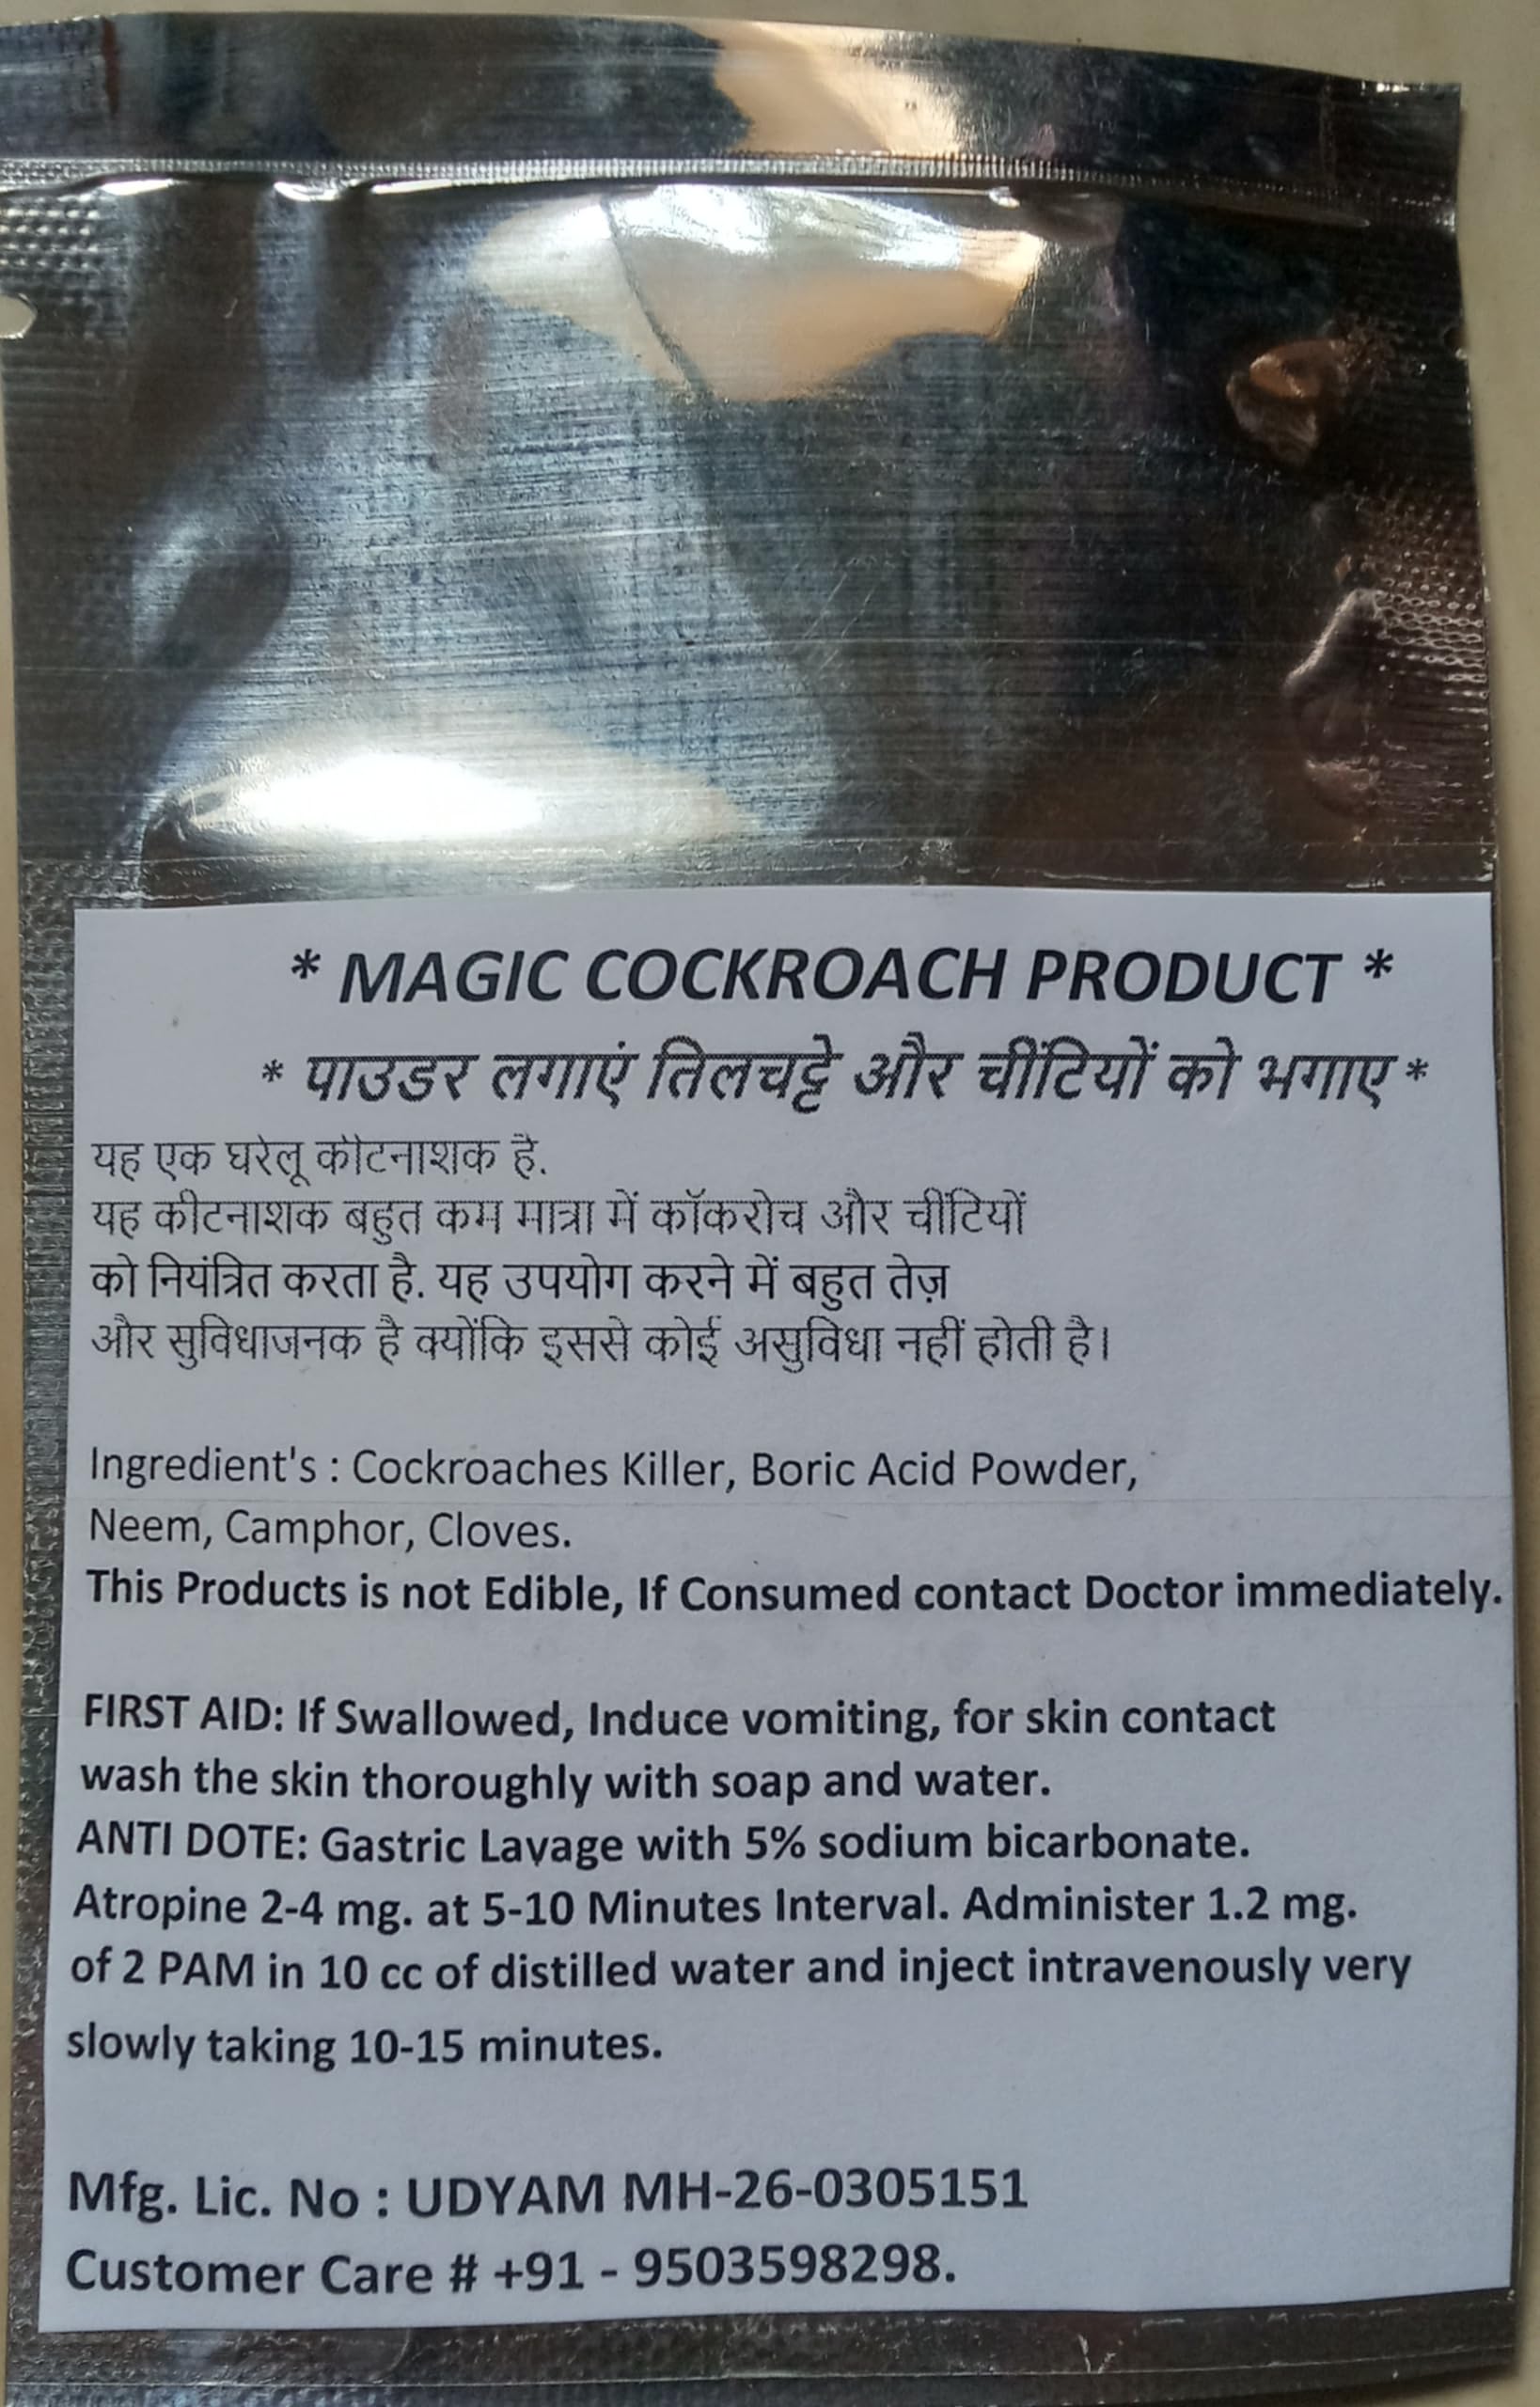 * MAGIC COCKROACH PRODUCT *
* पाउडर लगाएं तिलचट्टे और चींटियों को भगाए *
यह एक घरेलू कीटनाशक है.
यह कीटनाशक बहुत कम मात्रा में कॉकरोच और चींटियों
को नियंत्रित करता है. यह उपयोग करने में बहुत तेज़
और सुविधाजनक है क्योंकि इससे कोई असुविधा नहीं होती है।
Ingredient's : Cockroaches Killer, Boric Acid Powder,
Neem, Camphor, Cloves.
This Products is not Edible, If Consumed contact Doctor immediately.
FIRST AID: If Swallowed, Induce vomiting, for skin contact
wash the skin thoroughly with soap and water.
ANTI DOTE: Gastric Lavage with 5% sodium bicarbonate.
Atropine 2-4 mg. at 5-10 Minutes Interval. Administer 1.2 mg.
of 2 PAM in 10 cc of distilled water and inject intravenously very
slowly taking 10-15 minutes.
Mfg. Lic. No : UDYAM MH-26-0305151
Customer Care # +91 - 9503598298.